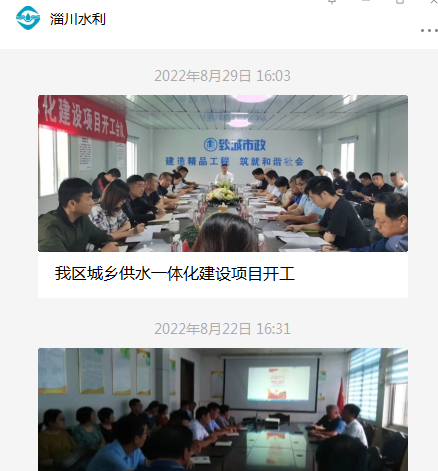 淄川水利
2022年8月29日 16:03
化建设项目开工会议
致诚市政
建造精品工程 筑就和谐社会
我区城乡供水一体化建设项目开工
2022年8月22日 16:31